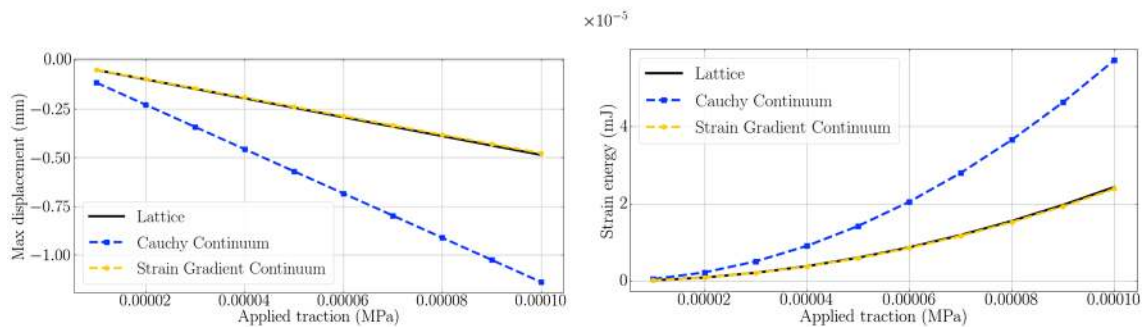 ×10⁻⁵
0.00
−0.25
−0.50
−0.75
−1.00
Max displacement (mm)
Lattice
Cauchy Continuum
Strain Gradient Continuum
0.00002
0.00004
0.00006
0.00008
0.00010
Applied traction (MPa)
4
2
0
Strain energy (mJ)
Lattice
Cauchy Continuum
Strain Gradient Continuum
0.00002
0.00004
0.00006
0.00008
0.00010
Applied traction (MPa)